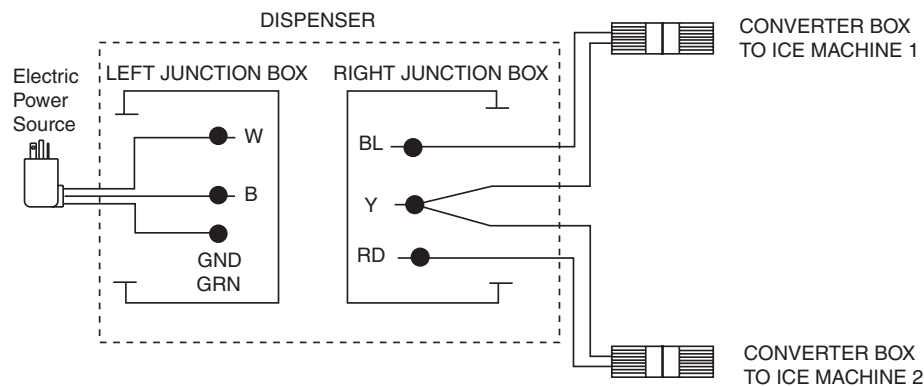 DISPENSER
CONVERTER BOX
TO ICE MACHINE 1
Electric
Power
Source
LEFT JUNCTION BOX
RIGHT JUNCTION BOX
W
B
GND
GRN
BL
Y
RD
CONVERTER BOX
TO ICE MACHINE 2